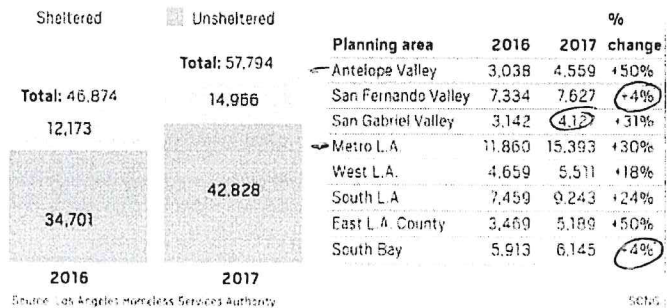 Sheltered Unsheltered
Total: 57,794
Total: 46,874
14,966
12,173
42,828
34,701
2016 2017
%
Planning area 2016 2017 change
Antelope Valley 3,038 4,559 +50%
San Fernando Valley 7,334 7,627 +4%
San Gabriel Valley 3,142 4,127 +31%
Metro L.A. 11,860 15,393 +30%
West L.A. 4,659 5,511 +18%
South L.A 7,459 9,243 +24%
East L.A. County 3,469 5,189 +50%
South Bay 5,913 6,145 +4%
Source: Los Angeles Homeless Services Authority
SCNG